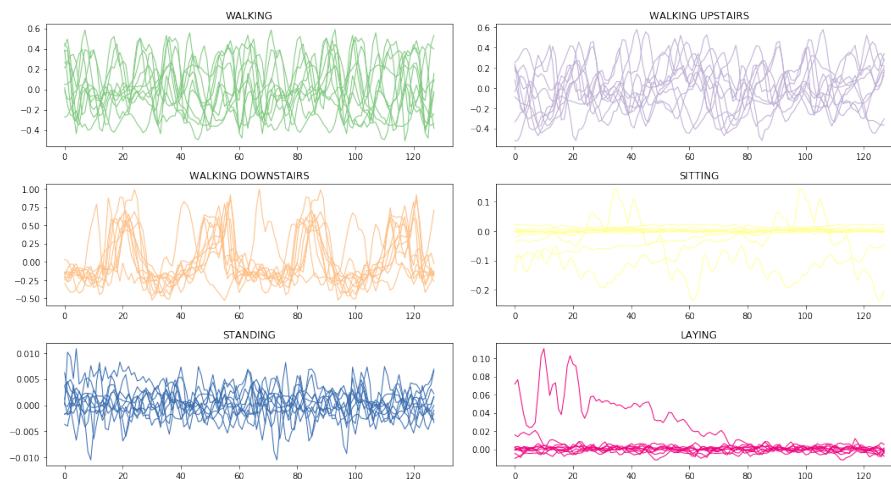 WALKING
0.6
0.4
0.2
0.0
−0.2
−0.4
0 20 40 60 80 100 120
WALKING UPSTAIRS
0.6
0.4
0.2
0.0
−0.2
−0.4
0 20 40 60 80 100 120
WALKING DOWNSTAIRS
1.00
0.75
0.50
0.25
0.00
−0.25
−0.50
0 20 40 60 80 100 120
SITTING
0.1
0.0
−0.1
−0.2
0 20 40 60 80 100 120
STANDING
0.010
0.005
0.000
−0.005
−0.010
0 20 40 60 80 100 120
LAYING
0.10
0.08
0.06
0.04
0.02
0.00
0 20 40 60 80 100 120